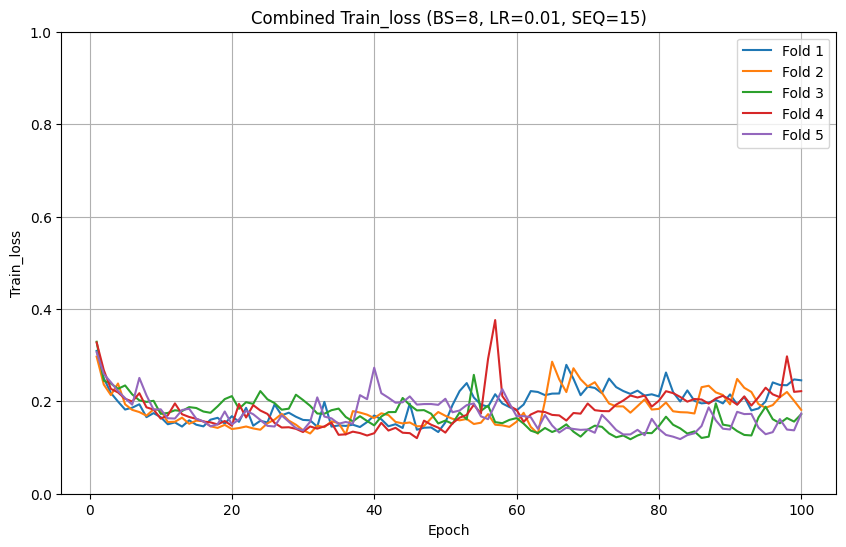 Combined Train_loss (BS=8, LR=0.01, SEQ=15)
1.0
0.8
0.6
0.4
0.2
0.0
Train_loss
Fold 1
Fold 2
Fold 3
Fold 4
Fold 5
0 20 40 60 80 100
Epoch